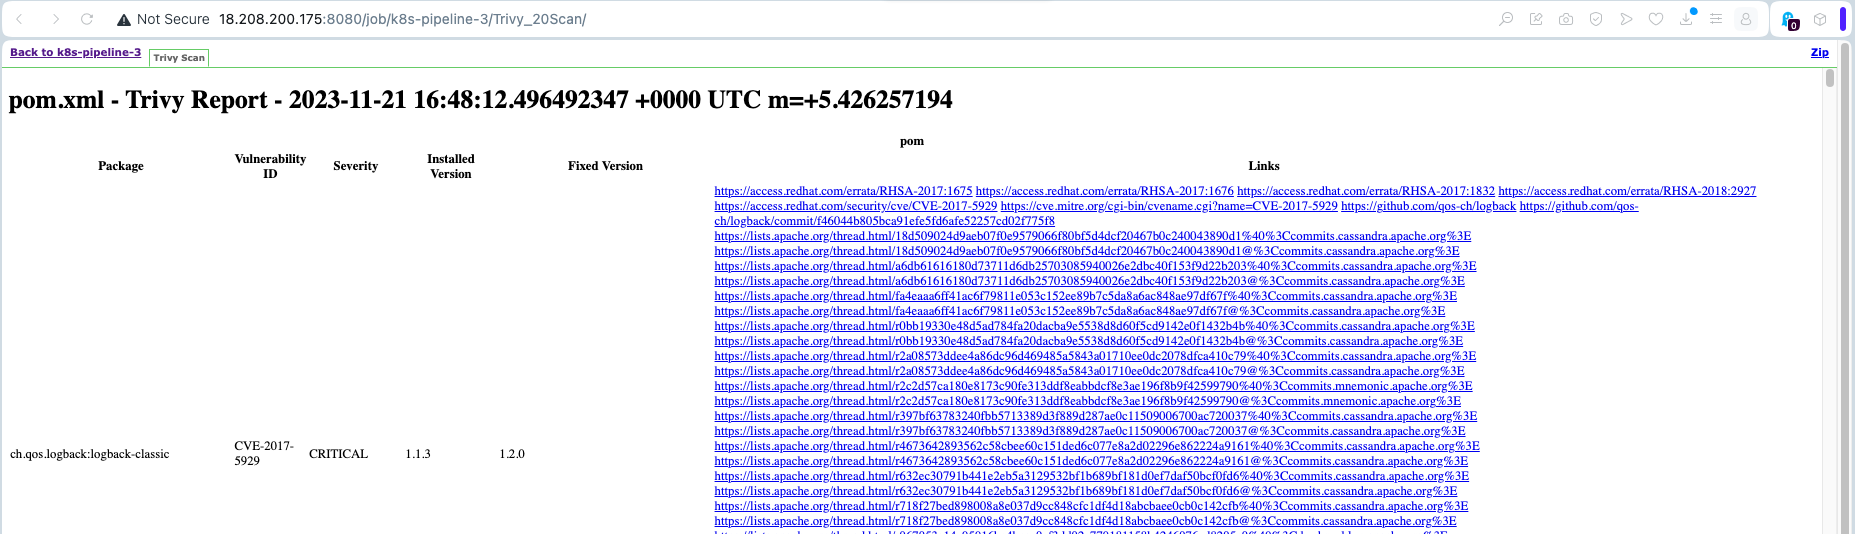 Not Secure 18.208.200.175:8080/job/k8s-pipeline-3/Trivy_20Scan/
0
Back to k8s-pipeline-3 Trivy Scan Zip
pom.xml - Trivy Report - 2023-11-21 16:48:12.496492347 +0000 UTC m=+5.426257194
pom
Package Vulnerability ID Severity Installed Version Fixed Version Links
https://access.redhat.com/errata/RHSA-2017:1675 https://access.redhat.com/errata/RHSA-2017:1676 https://access.redhat.com/errata/RHSA-2017:1832 https://access.redhat.com/errata/RHSA-2018:2927
https://access.redhat.com/security/cve/CVE-2017-5929 https://cve.mitre.org/cgi-bin/cvename.cgi?name=CVE-2017-5929 https://github.com/qos-ch/logback https://github.com/qos-
ch/logback/commit/f46044b805bca91efe5fd6afe52257cd02f775f8
https://lists.apache.org/thread.html/18d509024d9aeb07f0e9579066f80bf5d4dcf20467b0c240043890d1%40%3Ccommits.cassandra.apache.org%3E
https://lists.apache.org/thread.html/18d509024d9aeb07f0e9579066f80bf5d4dcf20467b0c240043890d1@%3Ccommits.cassandra.apache.org%3E
https://lists.apache.org/thread.html/a6db61616180d73711d6db25703085940026e2dbc40f153f9d22b203%40%3Ccommits.cassandra.apache.org%3E
https://lists.apache.org/thread.html/a6db61616180d73711d6db25703085940026e2dbc40f153f9d22b203@%3Ccommits.cassandra.apache.org%3E
https://lists.apache.org/thread.html/fa4eaaa6ff41ac6f79811e053c152ee89b7c5da8a6ac848ae97df67f%40%3Ccommits.cassandra.apache.org%3E
https://lists.apache.org/thread.html/fa4eaaa6ff41ac6f79811e053c152ee89b7c5da8a6ac848ae97df67f@%3Ccommits.cassandra.apache.org%3E
https://lists.apache.org/thread.html/r0bb19330e48d5ad784fa20dacba9e5538d8d60f5cd9142e0f1432b4b%40%3Ccommits.cassandra.apache.org%3E
https://lists.apache.org/thread.html/r0bb19330e48d5ad784fa20dacba9e5538d8d60f5cd9142e0f1432b4b@%3Ccommits.cassandra.apache.org%3E
https://lists.apache.org/thread.html/r2a08573ddee4a86dc96d469485a5843a01710ee0dc2078dfca410c79%40%3Ccommits.cassandra.apache.org%3E
https://lists.apache.org/thread.html/r2a08573ddee4a86dc96d469485a5843a01710ee0dc2078dfca410c79@%3Ccommits.cassandra.apache.org%3E
https://lists.apache.org/thread.html/r2c2d57ca180e8173c90fe313ddf8eabbdcf8e3ae196f8b9f42599790%40%3Ccommits.mnemonic.apache.org%3E
https://lists.apache.org/thread.html/r2c2d57ca180e8173c90fe313ddf8eabbdcf8e3ae196f8b9f42599790@%3Ccommits.mnemonic.apache.org%3E
https://lists.apache.org/thread.html/r397bf63783240fbb5713389d3f889d287ae0c11509006700ac720037%40%3Ccommits.cassandra.apache.org%3E
https://lists.apache.org/thread.html/r397bf63783240fbb5713389d3f889d287ae0c11509006700ac720037@%3Ccommits.cassandra.apache.org%3E
https://lists.apache.org/thread.html/r4673642893562c58cbee60c151ded6c077e8a2d02296e862224a9161%40%3Ccommits.cassandra.apache.org%3E
ch.qos.logback:logback-classic CVE-2017-5929 CRITICAL 1.1.3 1.2.0
https://lists.apache.org/thread.html/r4673642893562c58cbee60c151ded6c077e8a2d02296e862224a9161@%3Ccommits.cassandra.apache.org%3E
https://lists.apache.org/thread.html/r632ec30791b441e2eb5a3129532bf1b689bf181d0ef7daf50bcf0fd6%40%3Ccommits.cassandra.apache.org%3E
https://lists.apache.org/thread.html/r632ec30791b441e2eb5a3129532bf1b689bf181d0ef7daf50bcf0fd6@%3Ccommits.cassandra.apache.org%3E
https://lists.apache.org/thread.html/r718f27bed898008a8e037d9cc848cfc1df4d18abcbaee0cb0c142cfb%40%3Ccommits.cassandra.apache.org%3E
https://lists.apache.org/thread.html/r718f27bed898008a8e037d9cc848cfc1df4d18abcbaee0cb0c142cfb@%3Ccommits.cassandra.apache.org%3E